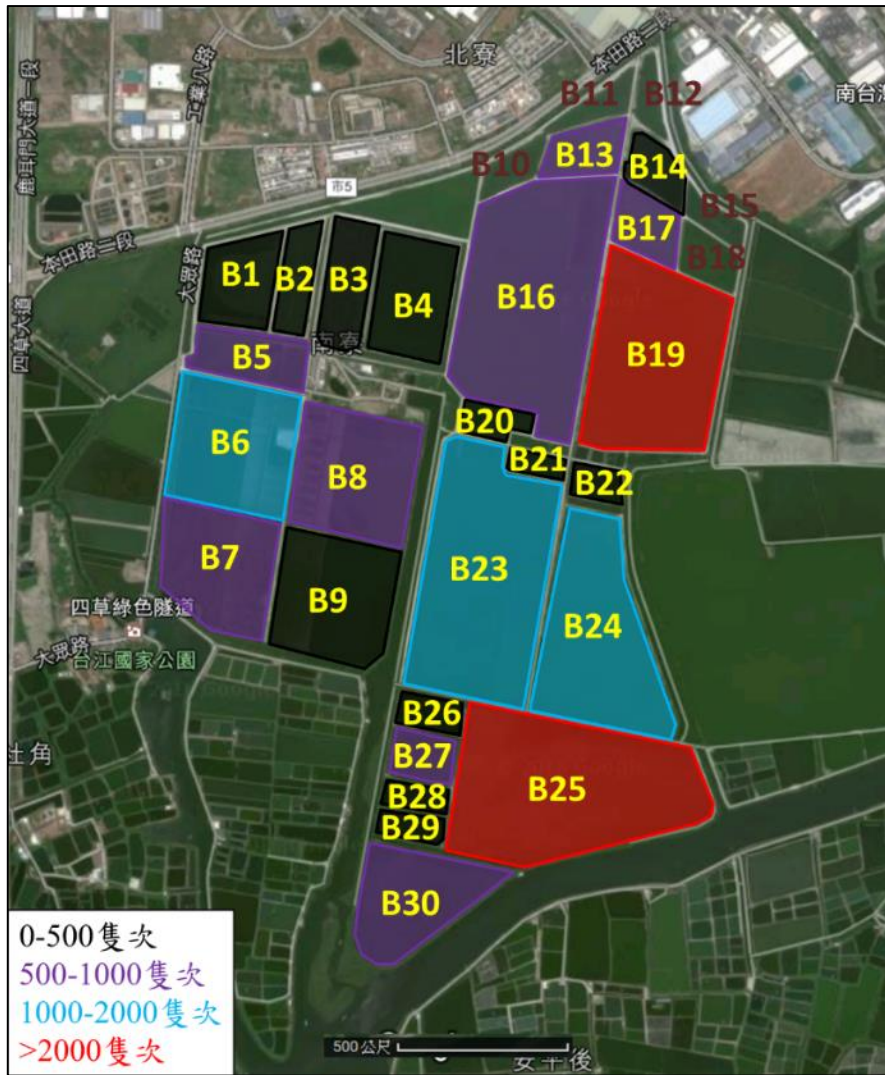 北寮
本田路二段
南台灣
工業八路
鹿耳門大道一段
B11
B12
B10
B13
B14
市5
B15
B17
B18
本田路二段
大眾路
B1
B2
B3
B4
B16
四草大道
南寮
B5
B19
B20
B6
B8
B21
B22
B7
B23
B9
B24
四草綠色隧道
大眾路
台江國家公園
B26
B27
B25
B28
B29
B30
0-500隻次
500-1000隻次
1000-2000隻次
>2000隻次
500公尺